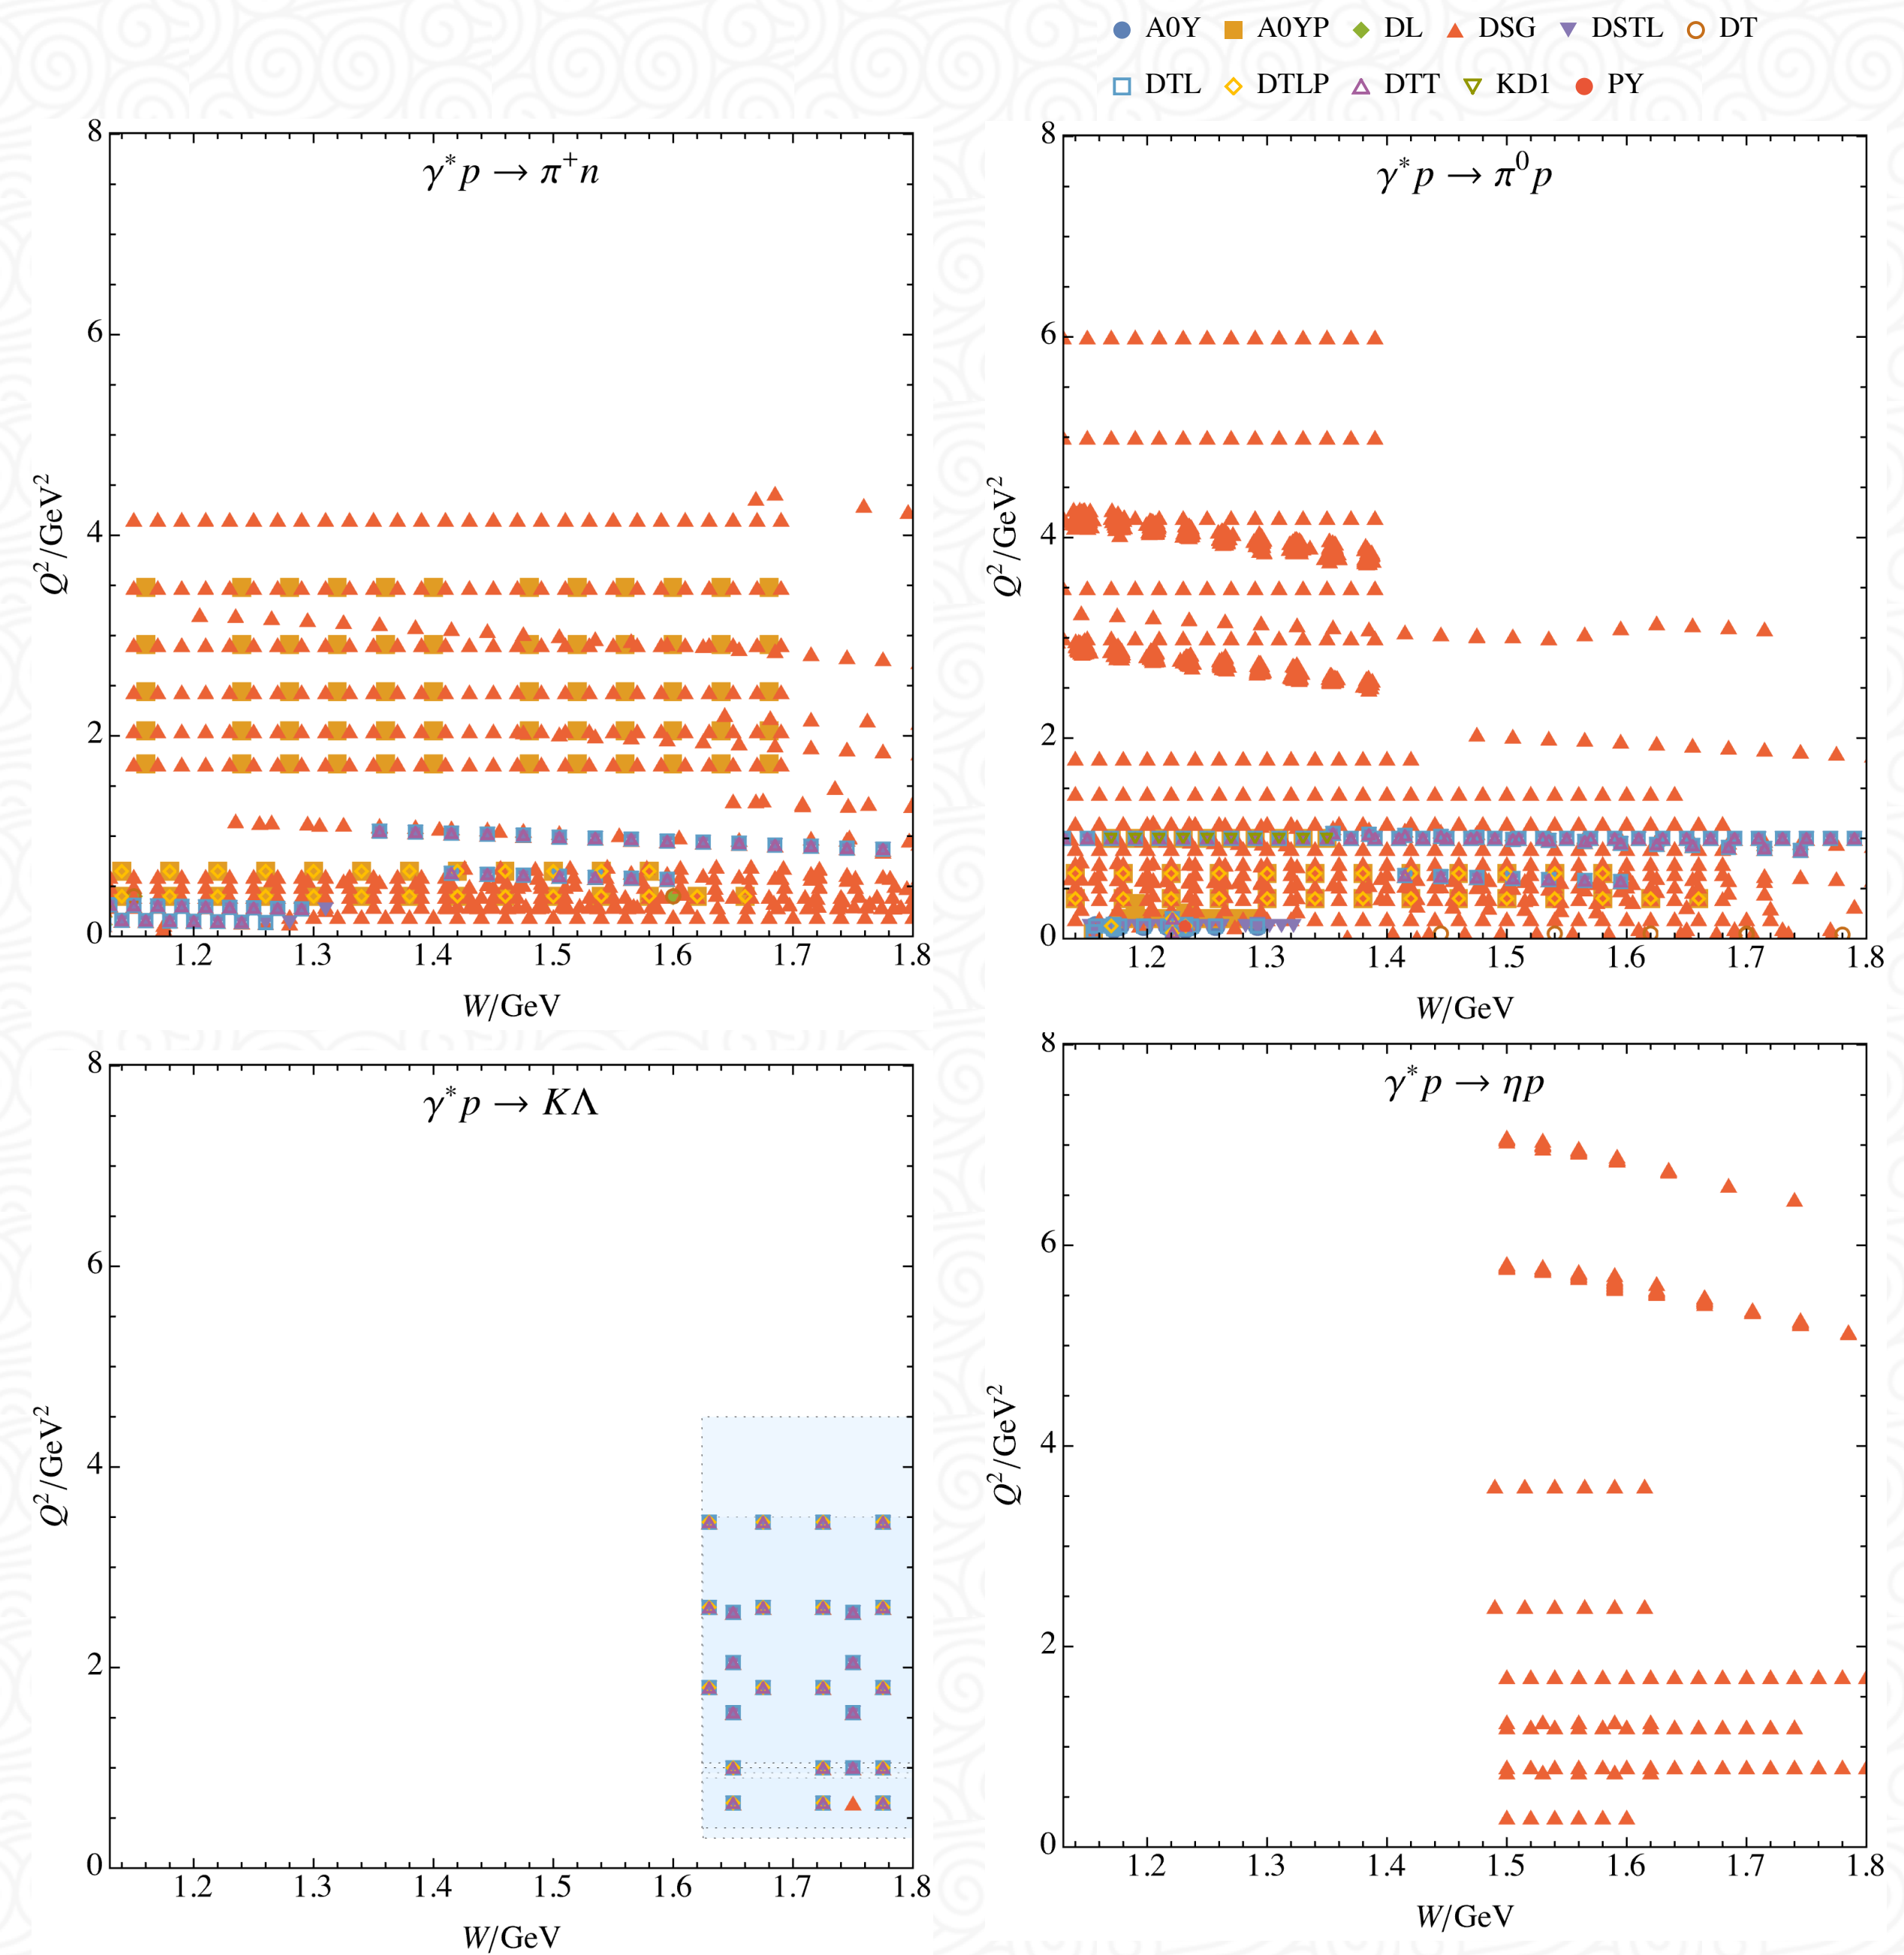 A0Y A0YP DL DSG DSTL DT
DTL DTLP DTT KD1 PY
γ*p → π⁺n
8
6
4
2
0
Q²/GeV²
1.2 1.3 1.4 1.5 1.6 1.7 1.8
W/GeV
γ*p → π⁰p
8
6
4
2
0
Q²/GeV²
1.2 1.3 1.4 1.5 1.6 1.7 1.8
W/GeV
γ*p → KΛ
8
6
4
2
0
Q²/GeV²
1.2 1.3 1.4 1.5 1.6 1.7 1.8
W/GeV
γ*p → ηp
8
6
4
2
0
Q²/GeV²
1.2 1.3 1.4 1.5 1.6 1.7 1.8
W/GeV